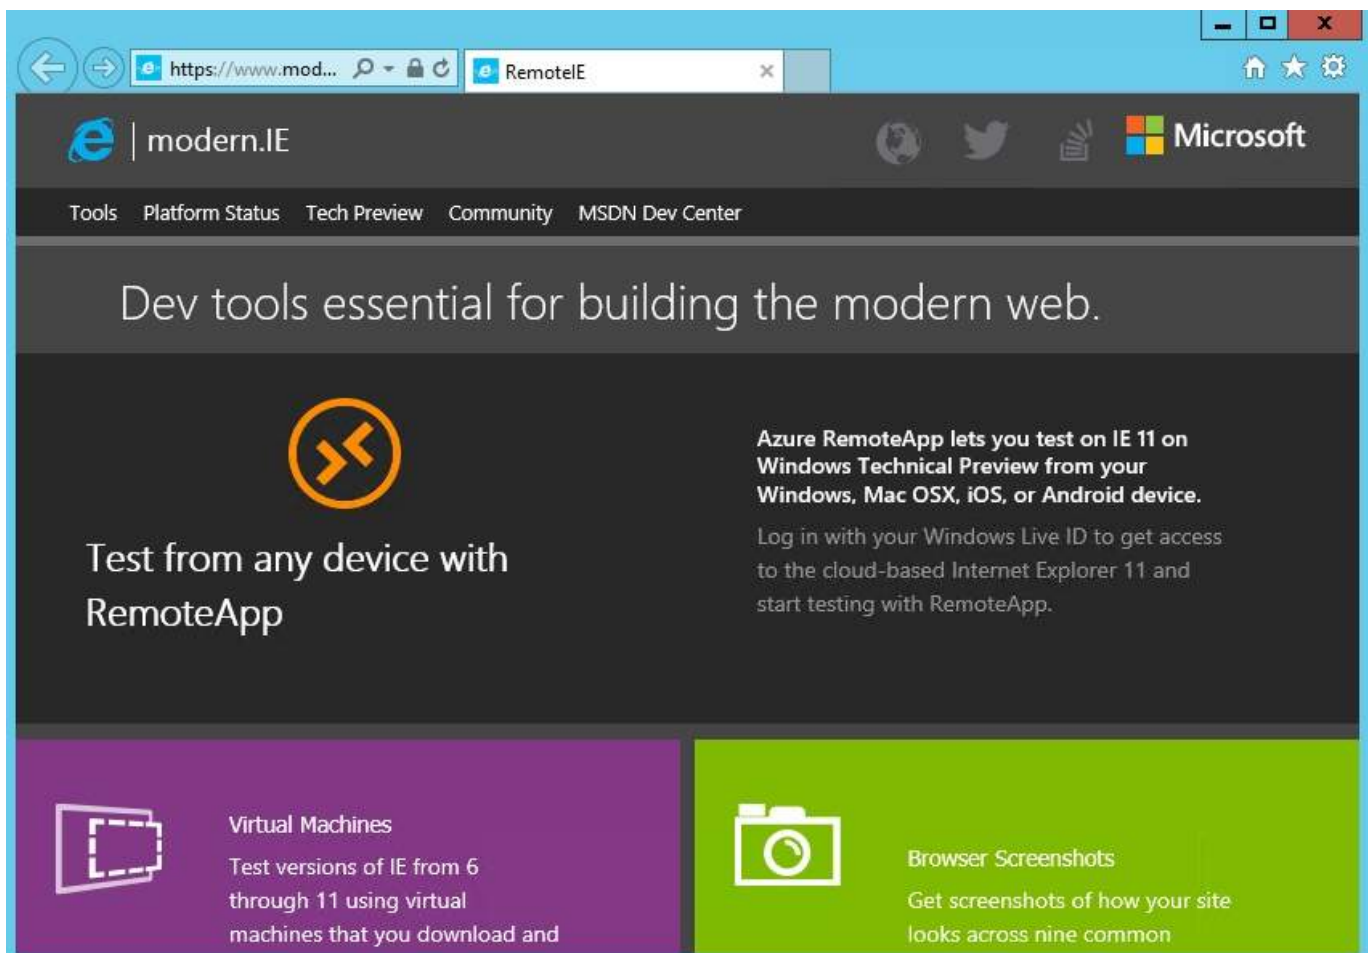 https://www.mod...
RemoteIE
modern.IE
Microsoft
Tools Platform Status Tech Preview Community MSDN Dev Center
Dev tools essential for building the modern web.
Test from any device with
RemoteApp
Azure RemoteApp lets you test on IE 11 on
Windows Technical Preview from your
Windows, Mac OSX, iOS, or Android device.
Log in with your Windows Live ID to get access
to the cloud-based Internet Explorer 11 and
start testing with RemoteApp.
Virtual Machines
Test versions of IE from 6
through 11 using virtual
machines that you download and
Browser Screenshots
Get screenshots of how your site
looks across nine common